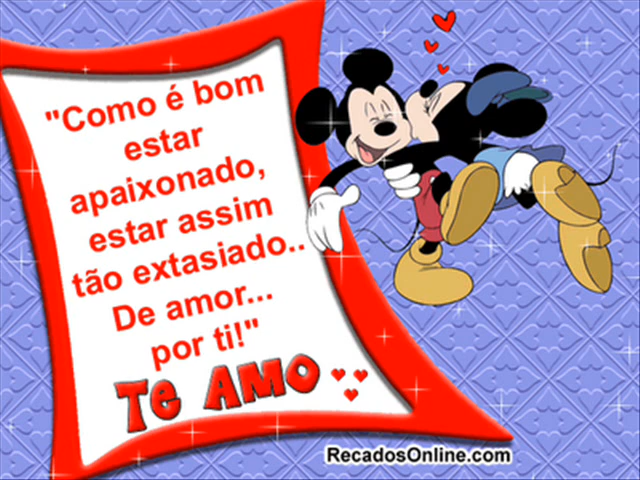 "Como é bom
estar
apaixonado,
estar assim
tão extasiado..
De amor...
por ti!"
Te Amo
RecadosOnline.com